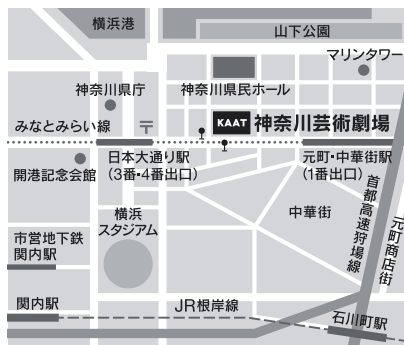 横浜港
山下公園
マリンタワー
神奈川県庁
神奈川県民ホール
みなとみらい線
〒
KAAT 神奈川芸術劇場
日本大通り駅
(3番・4番出口)
元町・中華街駅
(1番出口)
開港記念会館
横浜
スタジアム
中華街
首都高速狩場線
元町商店街
市営地下鉄
関内駅
関内駅
JR根岸線
石川町駅